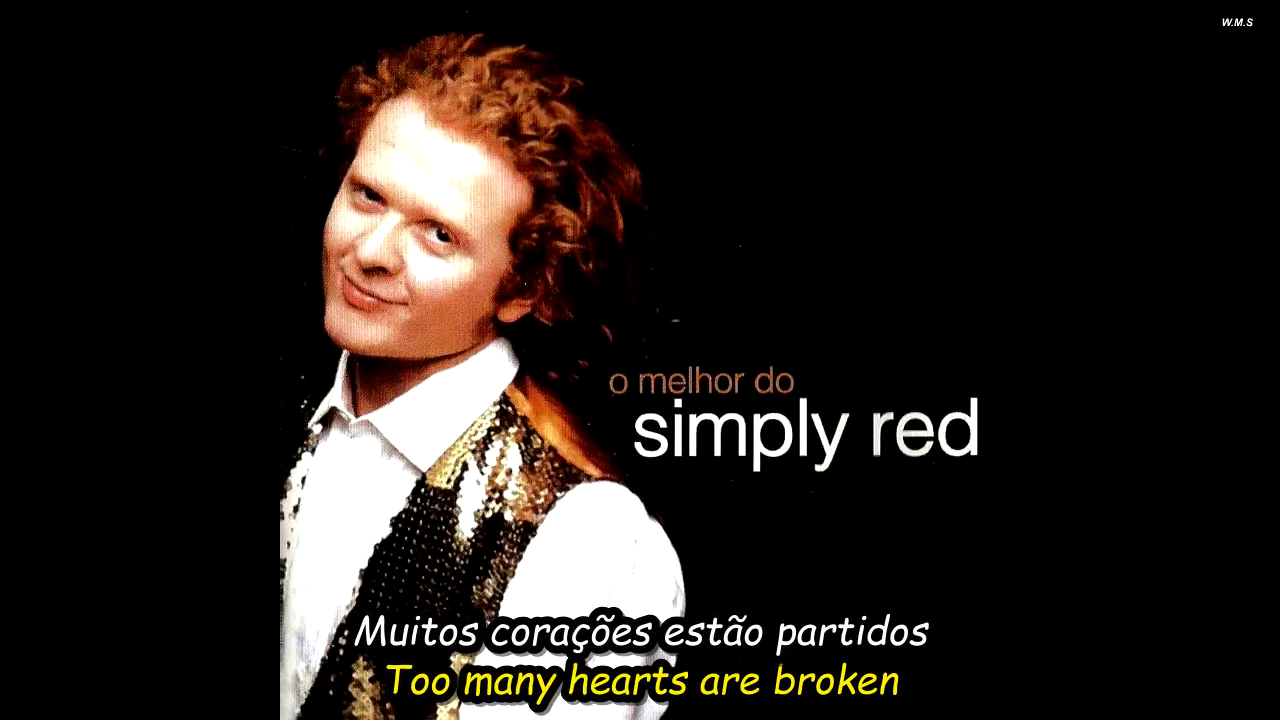 W.M.S
o melhor do
simply red
Muitos corações estão partidos
Too many hearts are broken